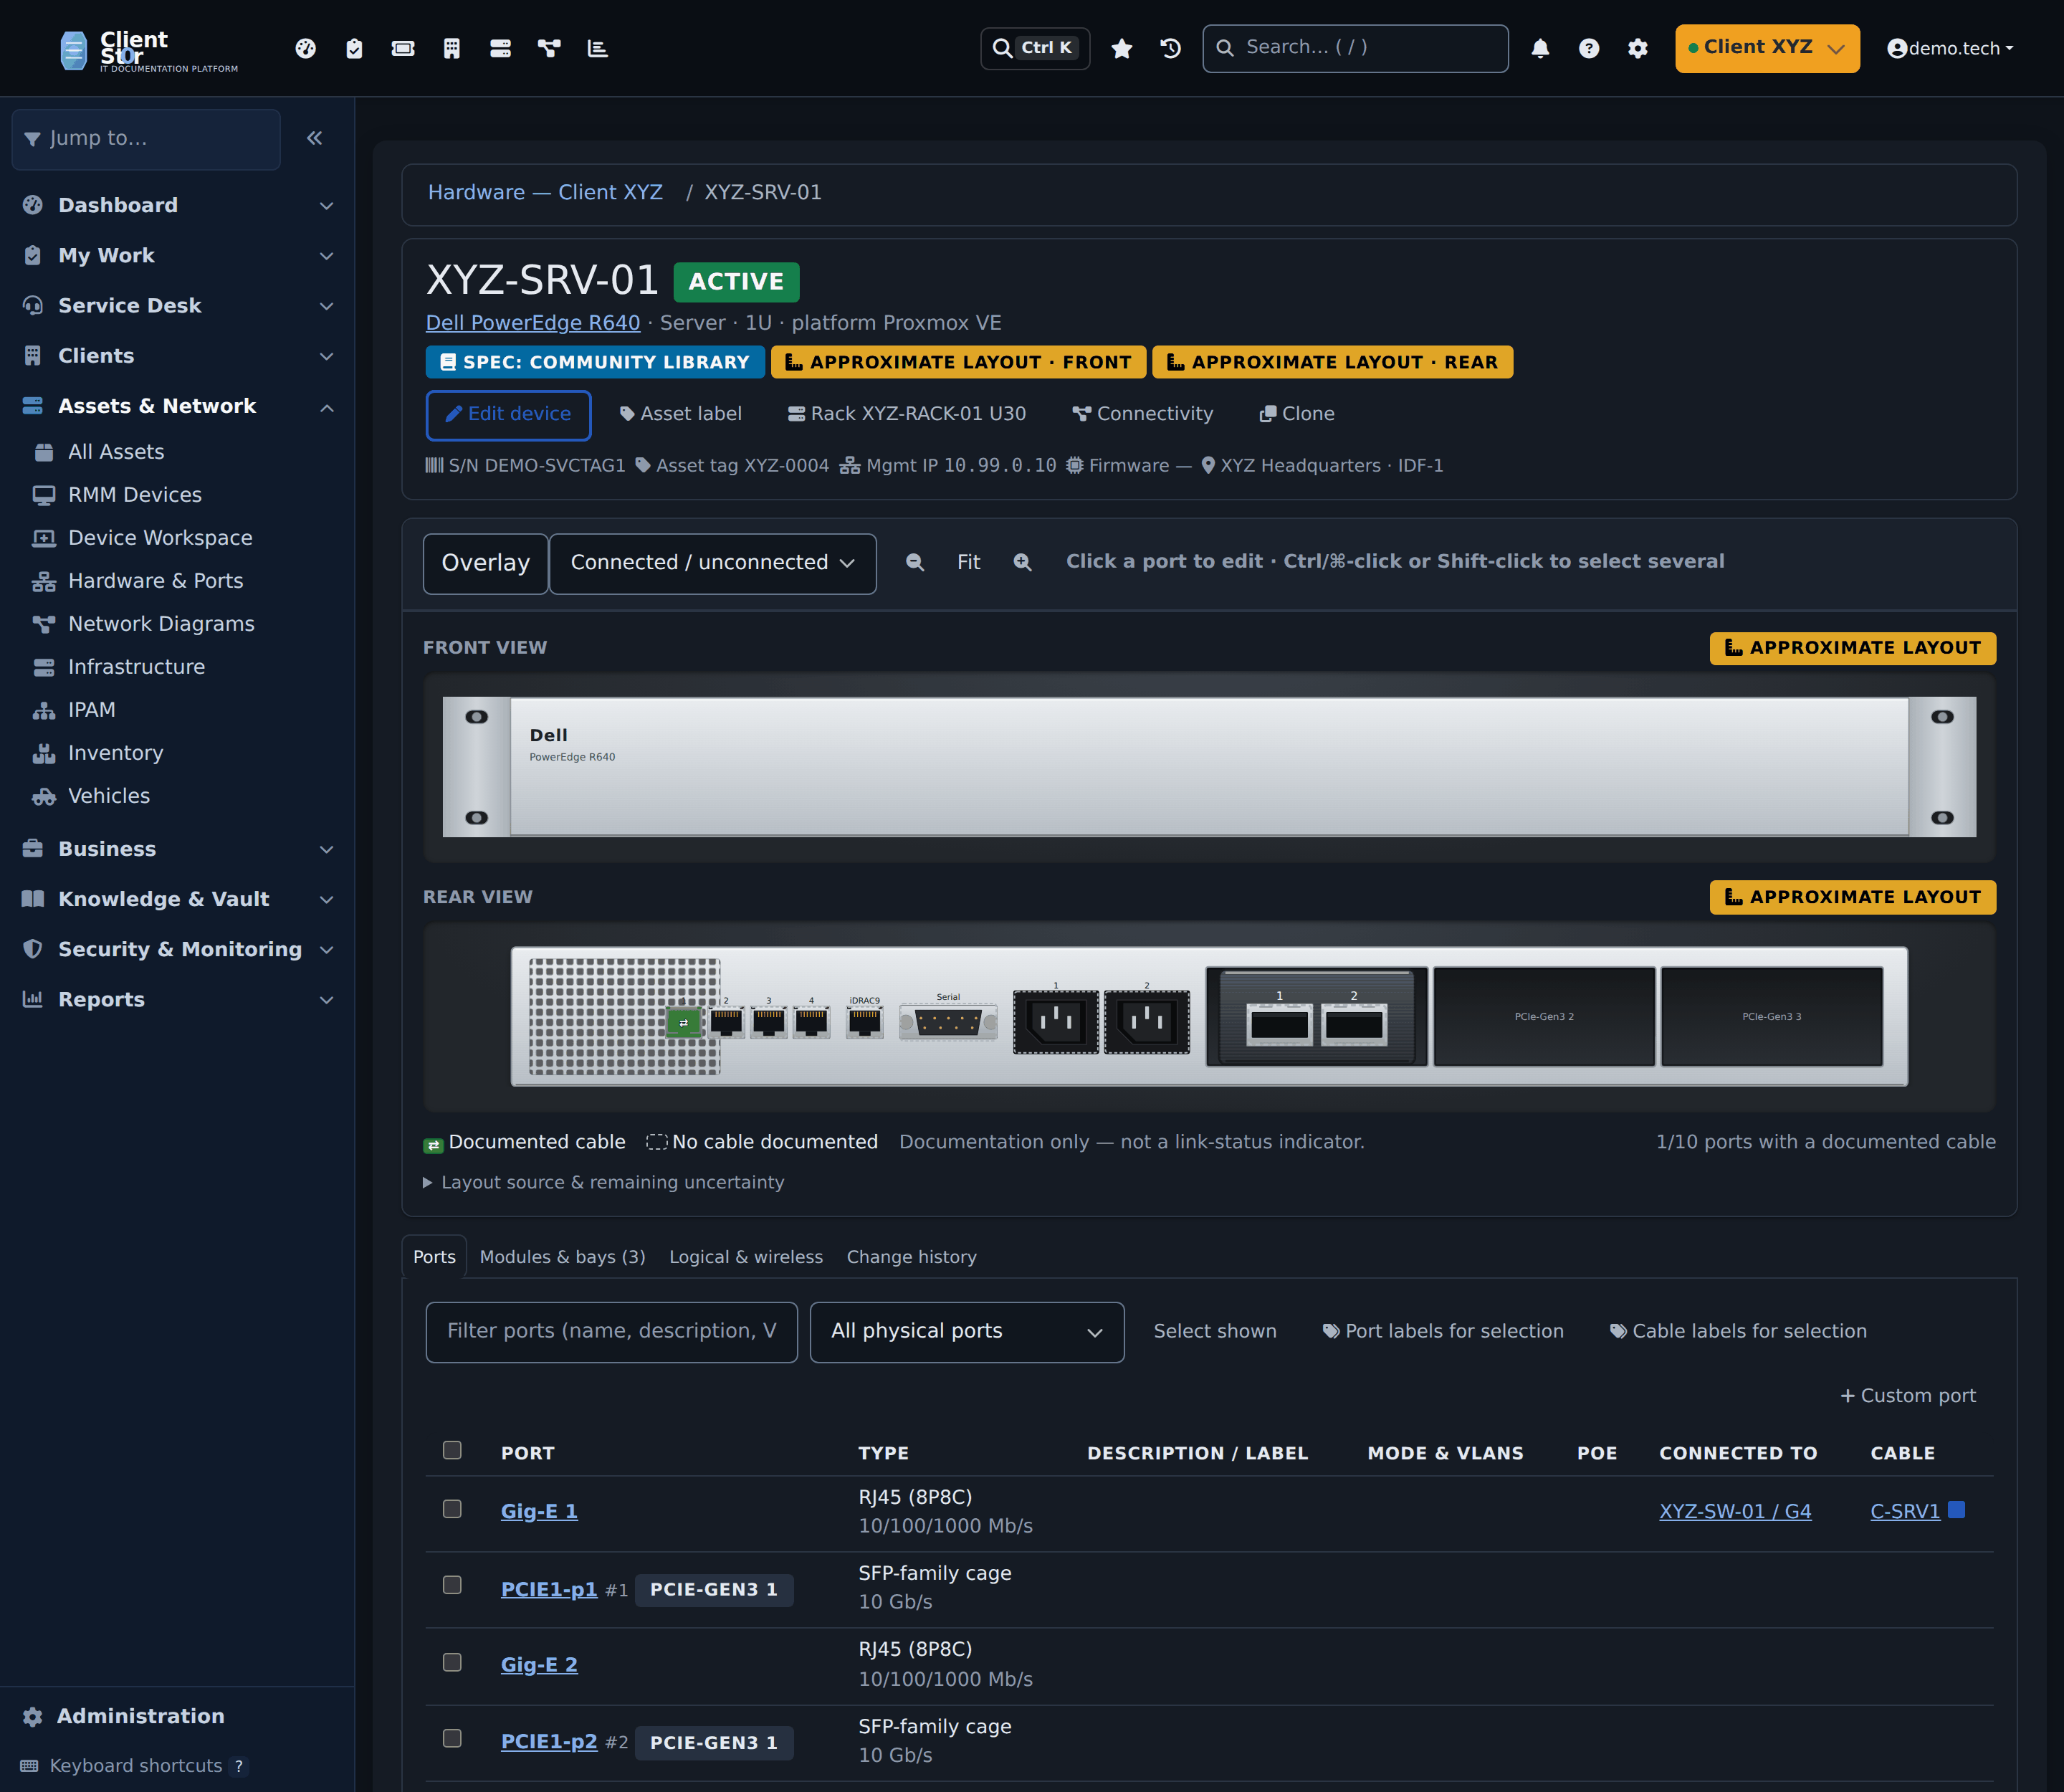 Client
St0r
IT DOCUMENTATION PLATFORM
Ctrl K
Search... ( / )
Client XYZ
demo.tech
Jump to...
Dashboard
My Work
Service Desk
Clients
Assets & Network
All Assets
RMM Devices
Device Workspace
Hardware & Ports
Network Diagrams
Infrastructure
IPAM
Inventory
Vehicles
Business
Knowledge & Vault
Security & Monitoring
Reports
Administration
Keyboard shortcuts ?
Hardware — Client XYZ / XYZ-SRV-01
XYZ-SRV-01 ACTIVE
Dell PowerEdge R640 · Server · 1U · platform Proxmox VE
SPEC: COMMUNITY LIBRARY APPROXIMATE LAYOUT · FRONT APPROXIMATE LAYOUT · REAR
Edit device Asset label Rack XYZ-RACK-01 U30 Connectivity Clone
S/N DEMO-SVCTAG1 Asset tag XYZ-0004 Mgmt IP 10.99.0.10 Firmware — XYZ Headquarters · IDF-1
Overlay Connected / unconnected Fit Click a port to edit · Ctrl/⌘-click or Shift-click to select several
FRONT VIEW APPROXIMATE LAYOUT
Dell
PowerEdge R640
REAR VIEW APPROXIMATE LAYOUT
2 3 4 iDRAC9 Serial 1 2 1 2 PCIe-Gen3 2 PCIe-Gen3 3
Documented cable No cable documented Documentation only — not a link-status indicator. 1/10 ports with a documented cable
Layout source & remaining uncertainty
Ports Modules & bays (3) Logical & wireless Change history
Filter ports (name, description, V All physical ports Select shown Port labels for selection Cable labels for selection
+ Custom port
PORT TYPE DESCRIPTION / LABEL MODE & VLANS POE CONNECTED TO CABLE
Gig-E 1 RJ45 (8P8C) XYZ-SW-01 / G4 C-SRV1
10/100/1000 Mb/s
PCIE1-p1 #1 PCIE-GEN3 1 SFP-family cage
10 Gb/s
Gig-E 2 RJ45 (8P8C)
10/100/1000 Mb/s
PCIE1-p2 #2 PCIE-GEN3 1 SFP-family cage
10 Gb/s